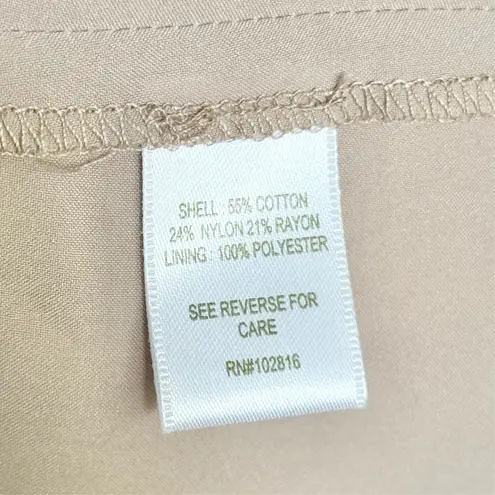 SHELL : 55% COTTON
24% NYLON 21% RAYON
LINING : 100% POLYESTER
SEE REVERSE FOR
CARE
RN#102816